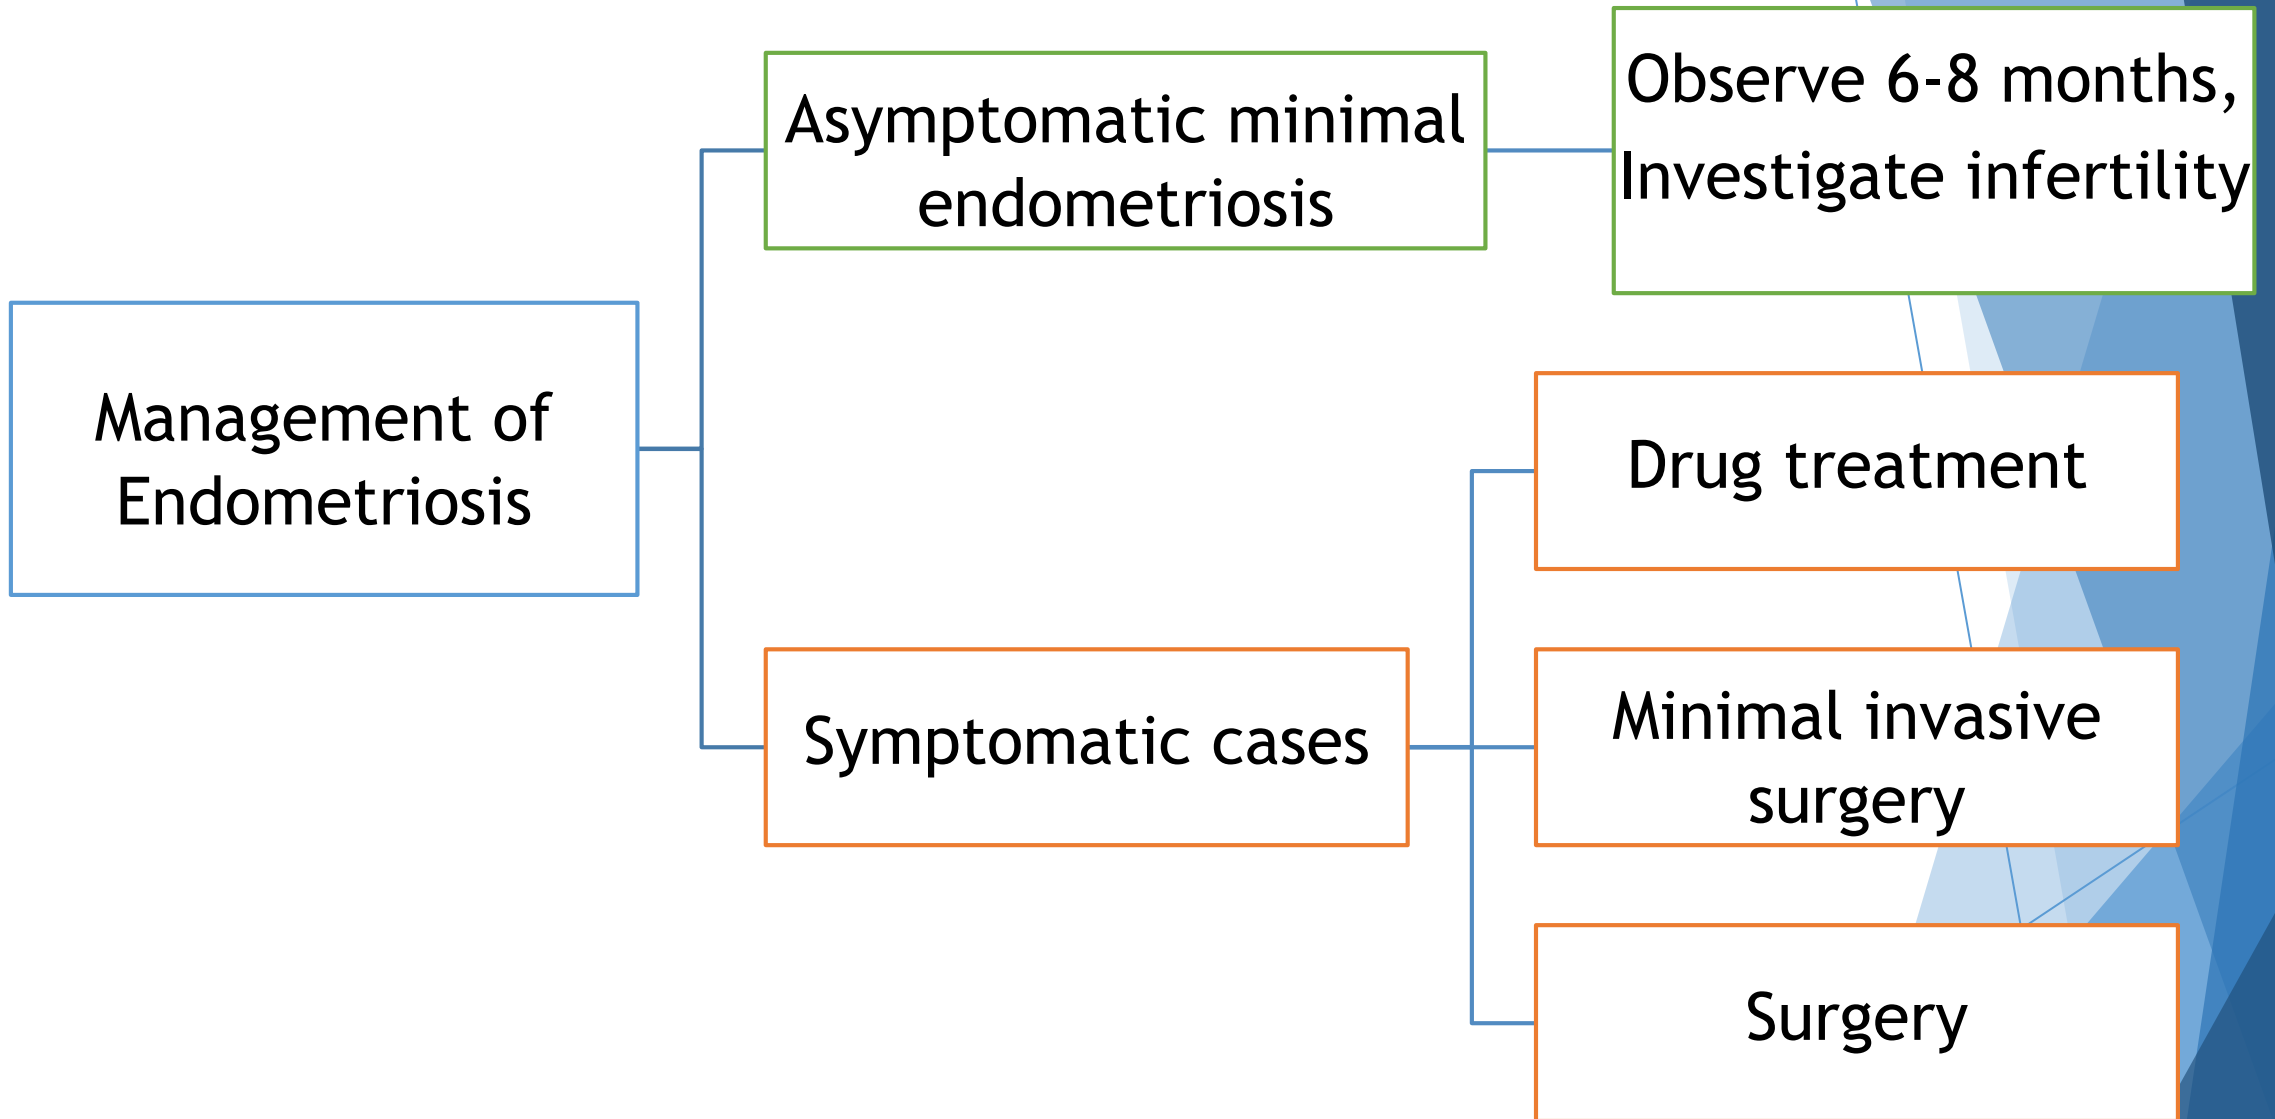 Management of
Endometriosis
Asymptomatic minimal
endometriosis
Observe 6-8 months,
Investigate infertility
Symptomatic cases
Drug treatment
Minimal invasive
surgery
Surgery